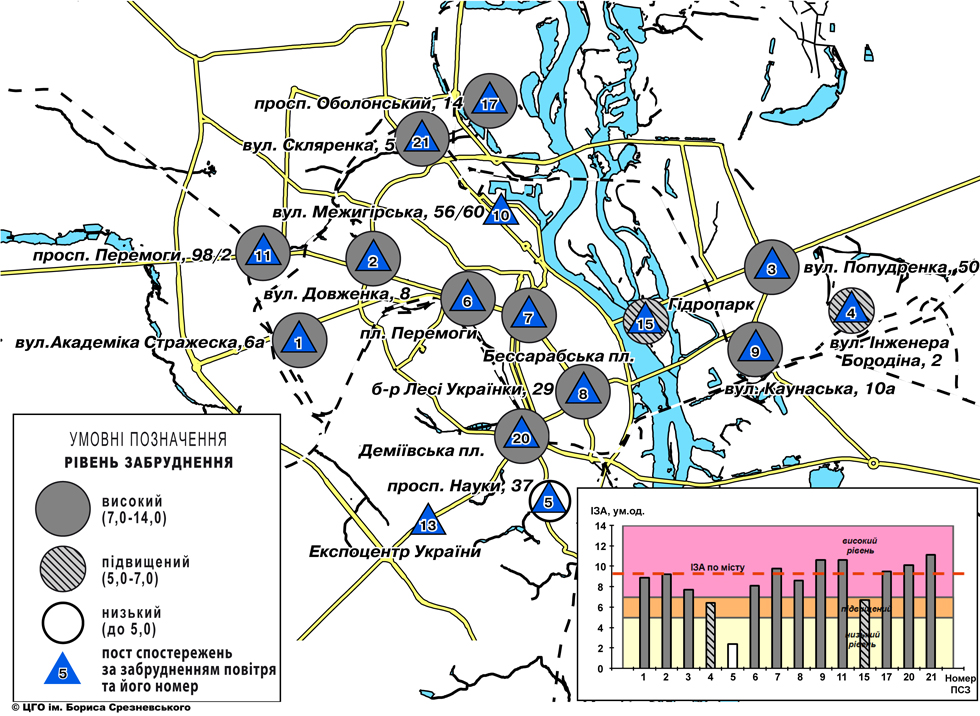 17
просп. Оболонський, 14
21
вул. Скляренка, 5
10
вул. Межигірська, 56/60
11
просп. Перемоги, 98/2
2
вул. Довженка, 8
3
вул. Попудренка, 50
6
пл. Перемоги
7
Бессарабська пл.
15
Гідропарк
4
вул. Інженера
Бородіна, 2
1
вул.Академіка Стражеска, 6а
9
вул. Каунаська, 10а
8
б-р Лесі Українки, 29
20
Деміївська пл.
5
просп. Науки, 37
13
Експоцентр України
УМОВНІ ПОЗНАЧЕННЯ
РІВЕНЬ ЗАБРУДНЕННЯ
високий
(7,0-14,0)
підвищений
(5,0-7,0)
низький
(до 5,0)
5
пост спостережень
за забрудненням повітря
та його номер
ІЗА, ум.од.
14
12
10
8
6
4
2
0
високий
рівень
ІЗА по місту
підвищений
низький
рівень
1 2 3 4 5 6 7 8 9 11 15 17 20 21 Номер
ПСЗ
© ЦГО ім. Бориса Срезневського